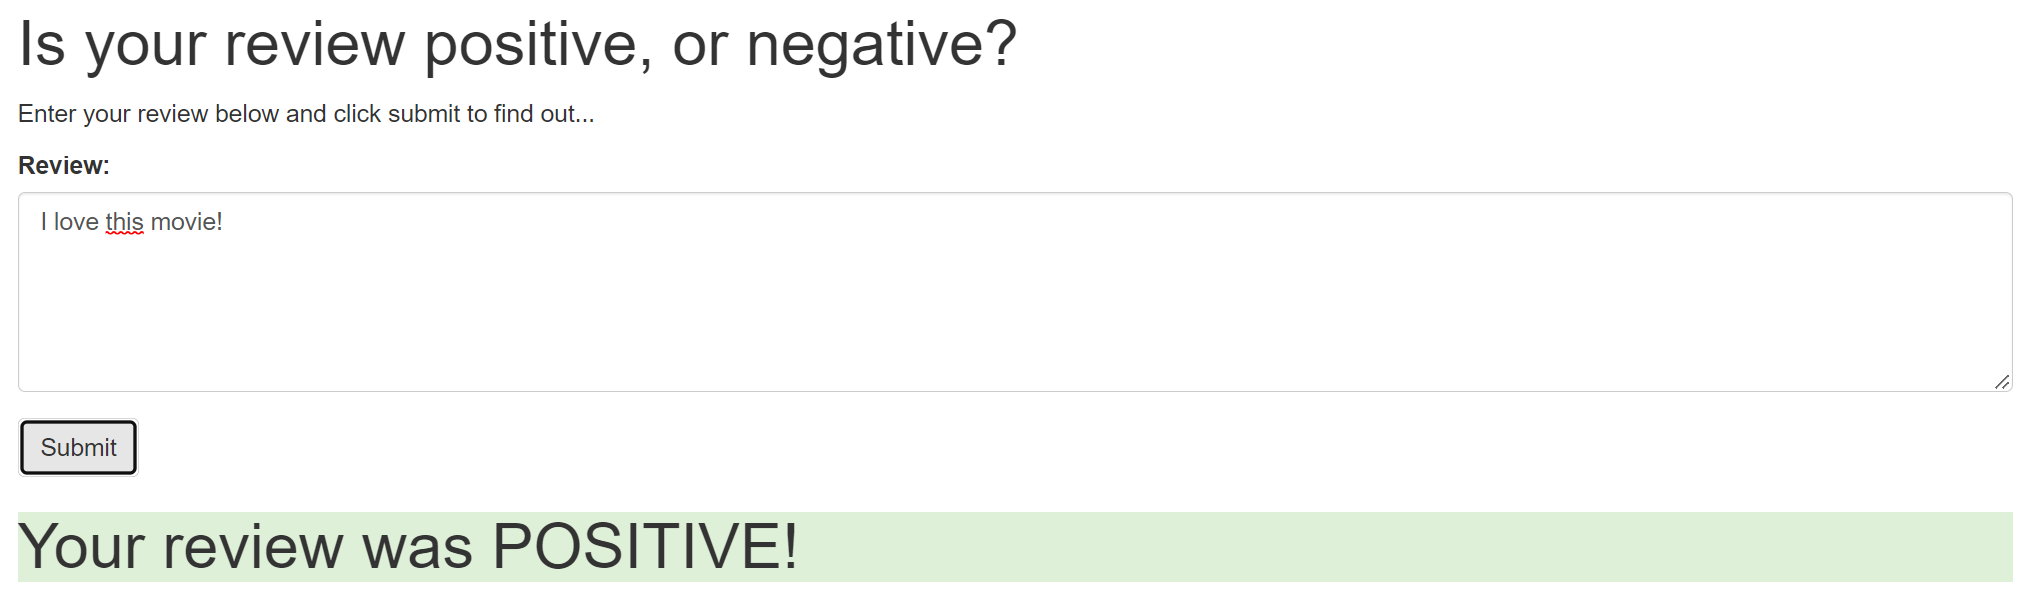 Is your review positive, or negative?
Enter your review below and click submit to find out...
Review:
I love this movie!
Submit
Your review was POSITIVE!